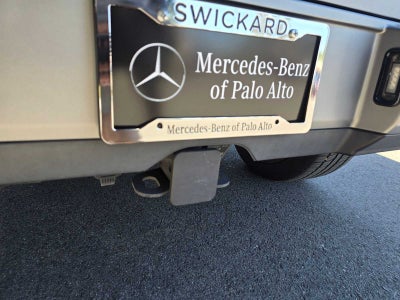 SWICKARD
Mercedes-Benz
of Palo Alto
Mercedes-Benz of Palo Alto